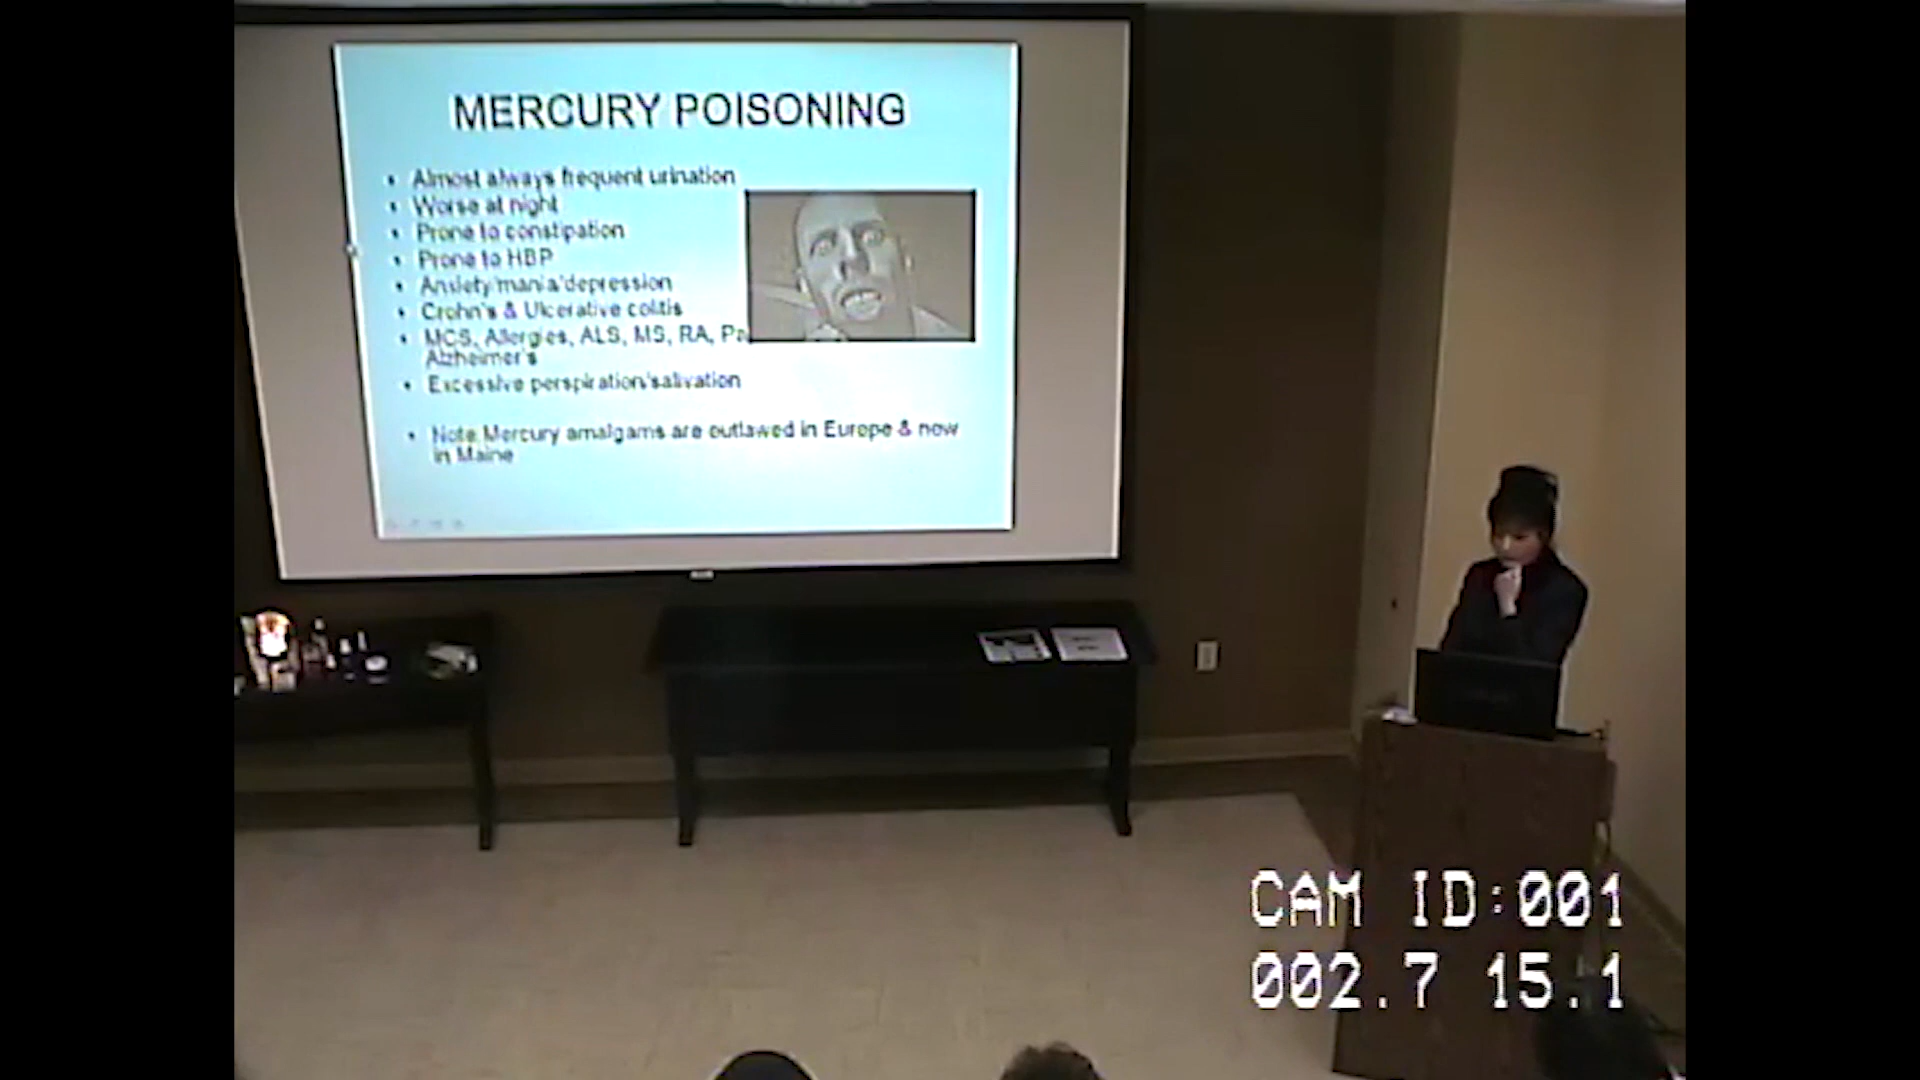 MERCURY POISONING
• Almost always frequent urination
• Worse at night
• Prone to constipation
• Prone to HBP
• Anxiety/mania/depression
• Crohn's & Ulcerative colitis
• MCS, Allergies, ALS, MS, RA, Pa
Alzheimer's
• Excessive perspiration/salivation
• Note Mercury amalgams are outlawed in Europe & now
in Maine
CAM ID:001
002.7 15.1